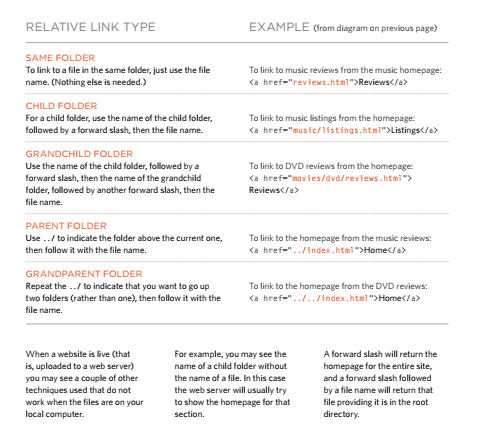 RELATIVE LINK TYPE
EXAMPLE (from diagram on previous page)
SAME FOLDER
To link to a file in the same folder, just use the file
name. (Nothing else is needed.)
To link to music reviews from the music homepage:
<a href="reviews.html">Reviews</a>
CHILD FOLDER
For a child folder, use the name of the child folder,
followed by a forward slash, then the file name.
To link to music listings from the homepage:
<a href="music/listings.html">Listings</a>
GRANDCHILD FOLDER
Use the name of the child folder, followed by a
forward slash, then the name of the grandchild
folder, followed by another forward slash, then the
file name.
To link to DVD reviews from the homepage:
<a href="movies/dvd/reviews.html">
Reviews</a>
PARENT FOLDER
Use ../ to indicate the folder above the current one,
then follow it with the file name.
To link to the homepage from the music reviews:
<a href="../index.html">Home</a>
GRANDPARENT FOLDER
Repeat the ../ to indicate that you want to go up
two folders (rather than one), then follow it with the
file name.
To link to the homepage from the DVD reviews:
<a href="../../index.html">Home</a>
When a website is live (that
is, uploaded to a web server)
you may see a couple of other
techniques used that do not
work when the files are on your
local computer.
For example, you may see the
name of a child folder without
the name of a file. In this case
the web server will usually try
to show the homepage for that
section.
A forward slash will return the
homepage for the entire site,
and a forward slash followed
by a file name will return that
file providing it is in the root
directory.